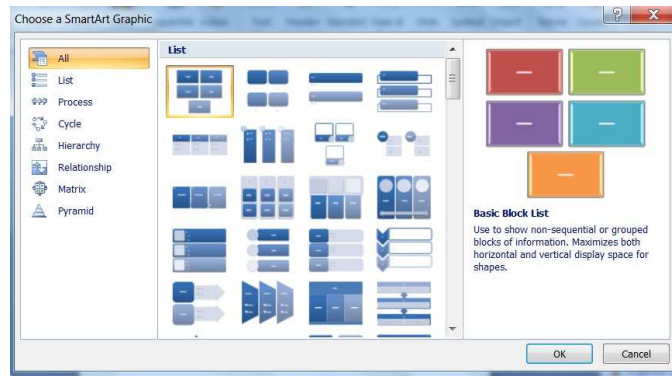 Choose a SmartArt Graphic
All
List
Process
Cycle
Hierarchy
Relationship
Matrix
Pyramid
List
Basic Block List
Use to show non-sequential or grouped
blocks of information. Maximizes both
horizontal and vertical display space for
shapes.
OK
Cancel